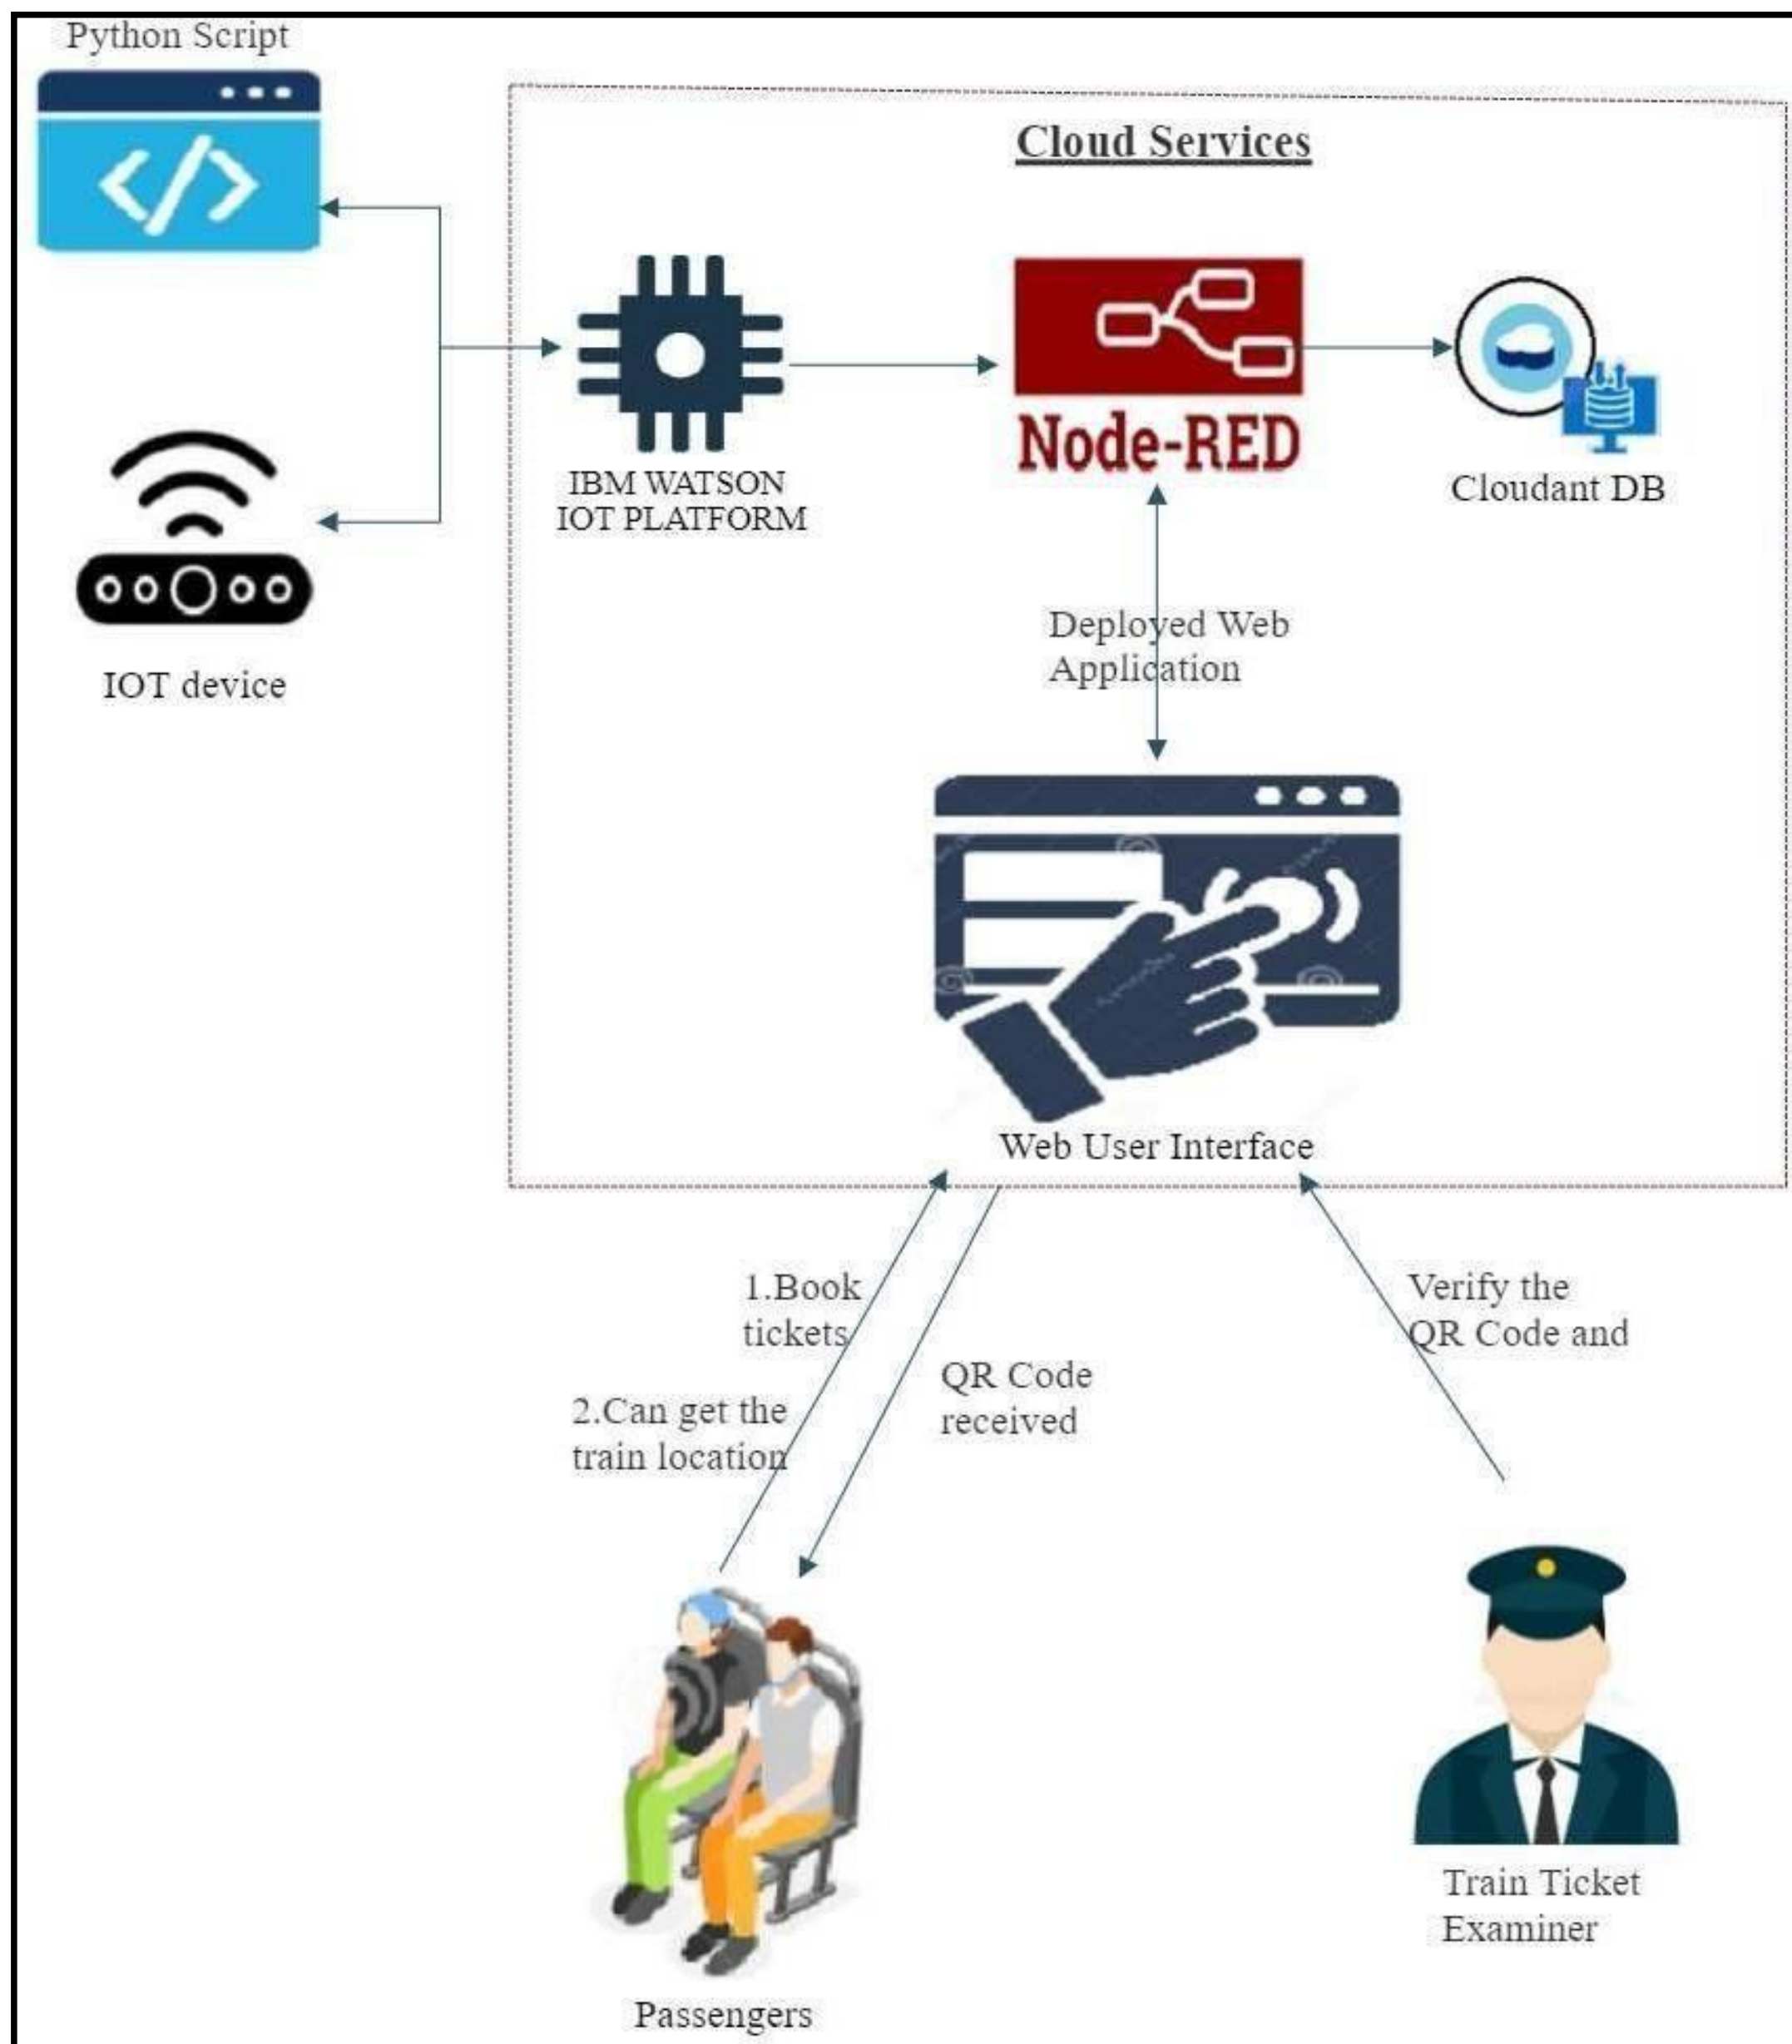 Python Script
Cloud Services
IBM WATSON
IOT PLATFORM
Node-RED
Cloudant DB
IOT device
Deployed Web
Application
Web User Interface
1.Book
tickets
2.Can get the
train location
QR Code
received
Verify the
QR Code and
Passengers
Train Ticket
Examiner